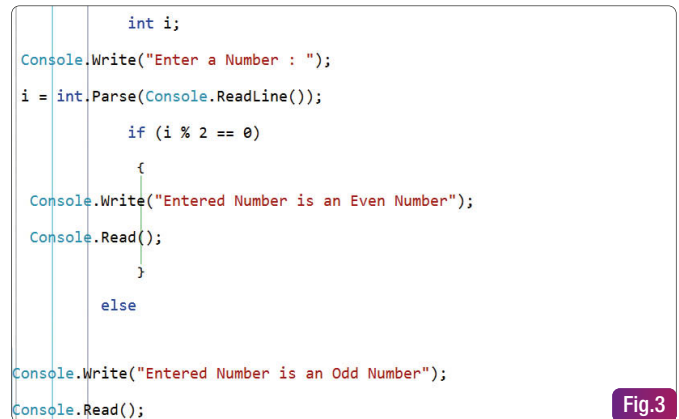 int i;
Console.Write("Enter a Number : ");
i = int.Parse(Console.ReadLine());
if (i % 2 == 0)
{
Console.Write("Entered Number is an Even Number");
Console.Read();
}
else
Console.Write("Entered Number is an Odd Number");
Console.Read();
Fig.3